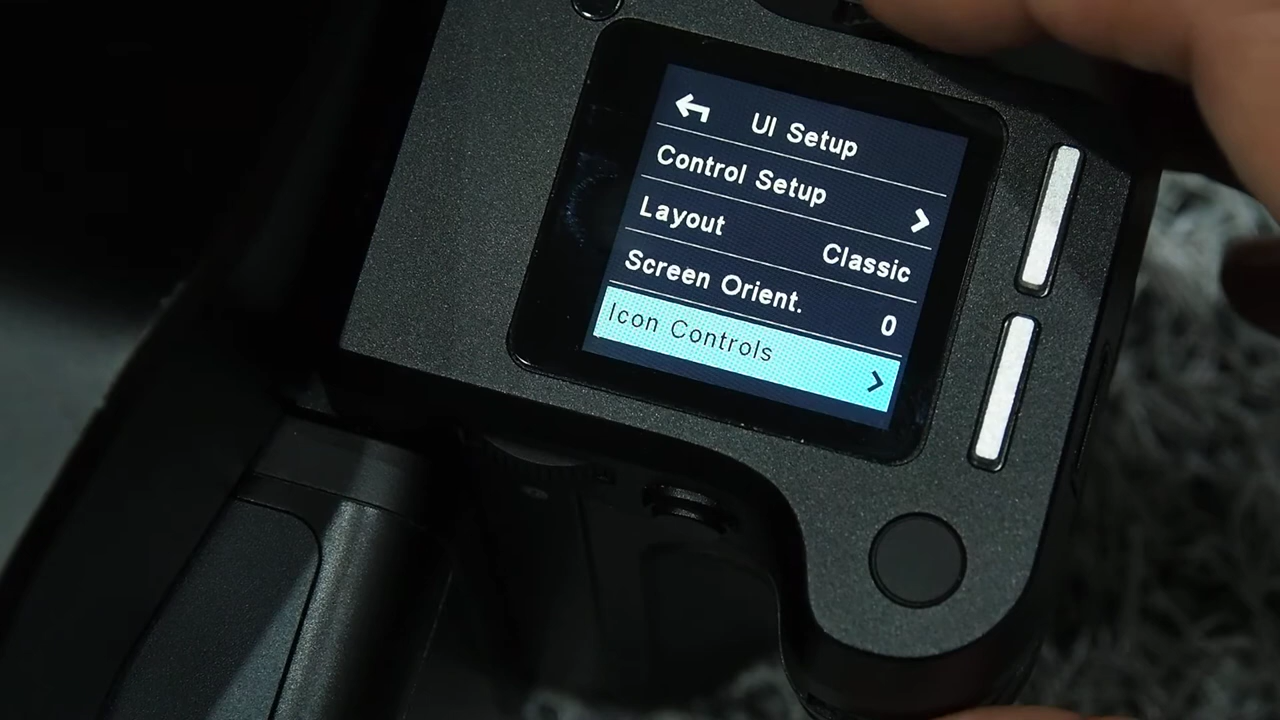 UI Setup
Control Setup
Layout
Classic
Screen Orient.
0
Icon Controls